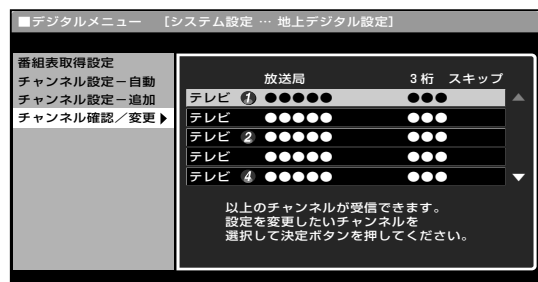 ■デジタルメニュー [システム設定 … 地上デジタル設定]
番組表取得設定
チャンネル設定－自動
チャンネル設定－追加
チャンネル確認／変更▶
放送局 3桁 スキップ
テレビ ① ●●●●● ●●●
テレビ ●●●●● ●●●
テレビ ② ●●●●● ●●●
テレビ ●●●●● ●●●
テレビ ④ ●●●●● ●●●
以上のチャンネルが受信できます。
設定を変更したいチャンネルを
選択して決定ボタンを押してください。